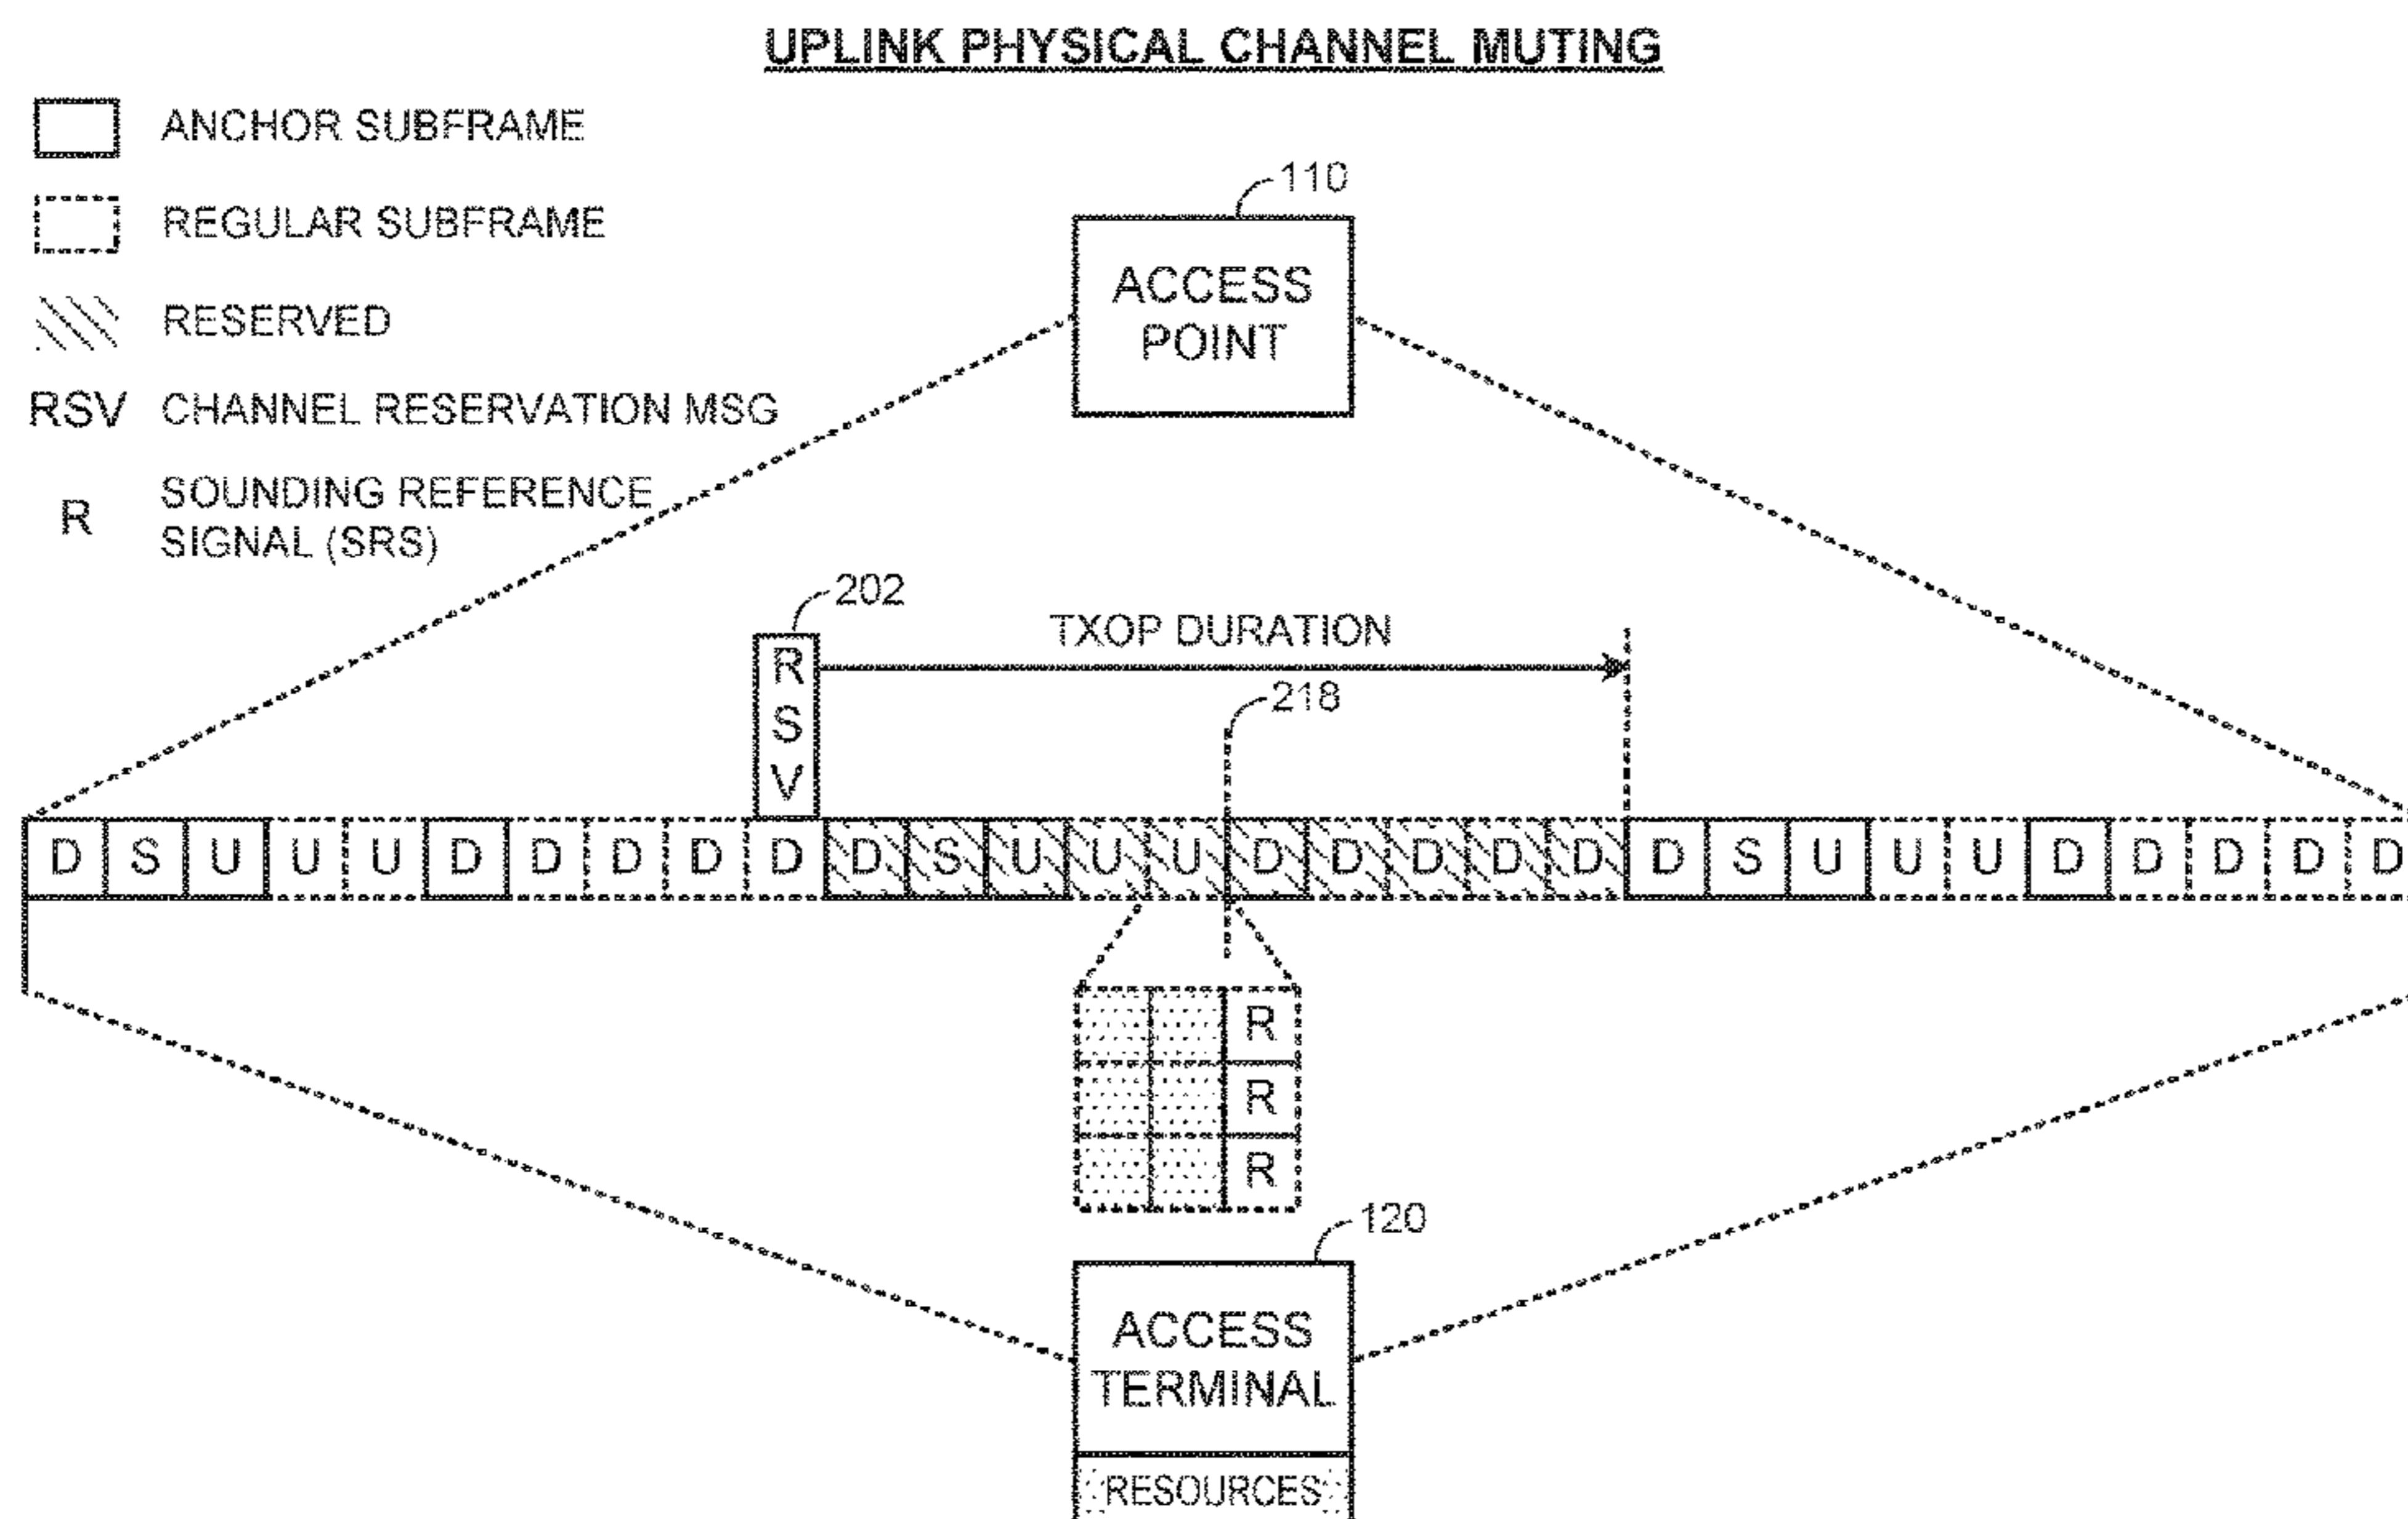 UPLINK PHYSICAL CHANNEL MUTING
ANCHOR SUBFRAME
REGULAR SUBFRAME
RESERVED
RSV CHANNEL RESERVATION MSG
R SOUNDING REFERENCE
SIGNAL (SRS)
110
ACCESS
POINT
202
TXOP DURATION
R
S
V
218
D S U U U D D D D D D S U U U D D D D D D S U U U D D D D D
R
R
R
120
ACCESS
TERMINAL
RESOURCES